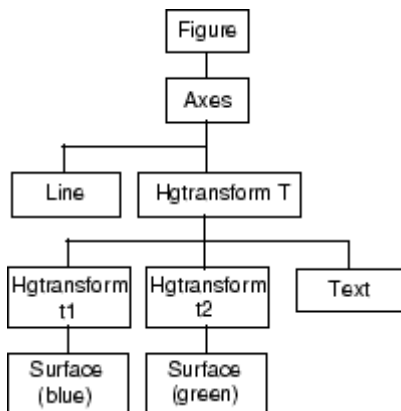 Figure
Axes
Line
Hgtransform T
Hgtransform
t1
Hgtransform
t2
Text
Surface
(blue)
Surface
(green)